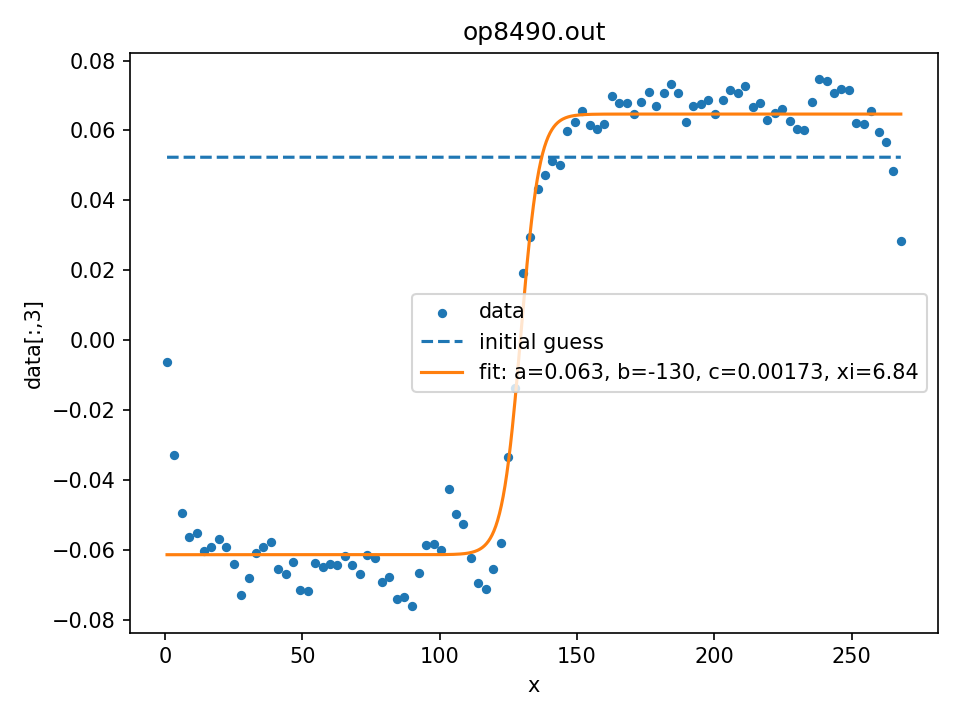 op8490.out
0.08
0.06
0.04
0.02
0.00
−0.02
−0.04
−0.06
−0.08
data[:,3]
data
initial guess
fit: a=0.063, b=-130, c=0.00173, xi=6.84
0 50 100 150 200 250
x